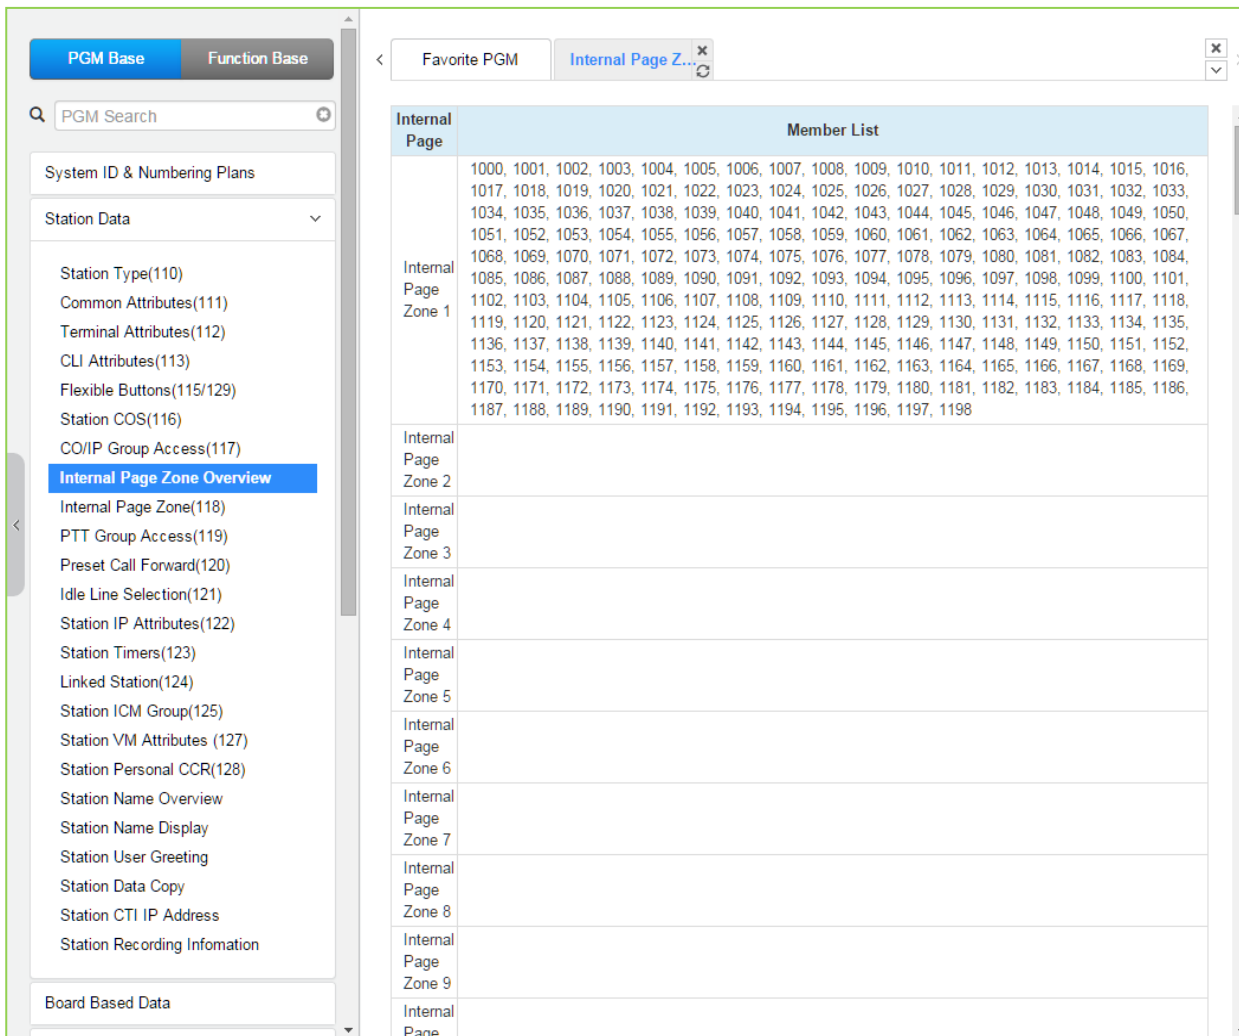 PGM Base
Function Base
PGM Search
System ID & Numbering Plans
Station Data
Station Type(110)
Common Attributes(111)
Terminal Attributes(112)
CLI Attributes(113)
Flexible Buttons(115/129)
Station COS(116)
CO/IP Group Access(117)
Internal Page Zone Overview
Internal Page Zone(118)
PTT Group Access(119)
Preset Call Forward(120)
Idle Line Selection(121)
Station IP Attributes(122)
Station Timers(123)
Linked Station(124)
Station ICM Group(125)
Station VM Attributes (127)
Station Personal CCR(128)
Station Name Overview
Station Name Display
Station User Greeting
Station Data Copy
Station CTI IP Address
Station Recording Infomation
Board Based Data
Favorite PGM
Internal Page Z...
Internal
Page
Member List
Internal
Page
Zone 1
1000, 1001, 1002, 1003, 1004, 1005, 1006, 1007, 1008, 1009, 1010, 1011, 1012, 1013, 1014, 1015, 1016,
1017, 1018, 1019, 1020, 1021, 1022, 1023, 1024, 1025, 1026, 1027, 1028, 1029, 1030, 1031, 1032, 1033,
1034, 1035, 1036, 1037, 1038, 1039, 1040, 1041, 1042, 1043, 1044, 1045, 1046, 1047, 1048, 1049, 1050,
1051, 1052, 1053, 1054, 1055, 1056, 1057, 1058, 1059, 1060, 1061, 1062, 1063, 1064, 1065, 1066, 1067,
1068, 1069, 1070, 1071, 1072, 1073, 1074, 1075, 1076, 1077, 1078, 1079, 1080, 1081, 1082, 1083, 1084,
1085, 1086, 1087, 1088, 1089, 1090, 1091, 1092, 1093, 1094, 1095, 1096, 1097, 1098, 1099, 1100, 1101,
1102, 1103, 1104, 1105, 1106, 1107, 1108, 1109, 1110, 1111, 1112, 1113, 1114, 1115, 1116, 1117, 1118,
1119, 1120, 1121, 1122, 1123, 1124, 1125, 1126, 1127, 1128, 1129, 1130, 1131, 1132, 1133, 1134, 1135,
1136, 1137, 1138, 1139, 1140, 1141, 1142, 1143, 1144, 1145, 1146, 1147, 1148, 1149, 1150, 1151, 1152,
1153, 1154, 1155, 1156, 1157, 1158, 1159, 1160, 1161, 1162, 1163, 1164, 1165, 1166, 1167, 1168, 1169,
1170, 1171, 1172, 1173, 1174, 1175, 1176, 1177, 1178, 1179, 1180, 1181, 1182, 1183, 1184, 1185, 1186,
1187, 1188, 1189, 1190, 1191, 1192, 1193, 1194, 1195, 1196, 1197, 1198
Internal
Page
Zone 2
Internal
Page
Zone 3
Internal
Page
Zone 4
Internal
Page
Zone 5
Internal
Page
Zone 6
Internal
Page
Zone 7
Internal
Page
Zone 8
Internal
Page
Zone 9
Internal
Page